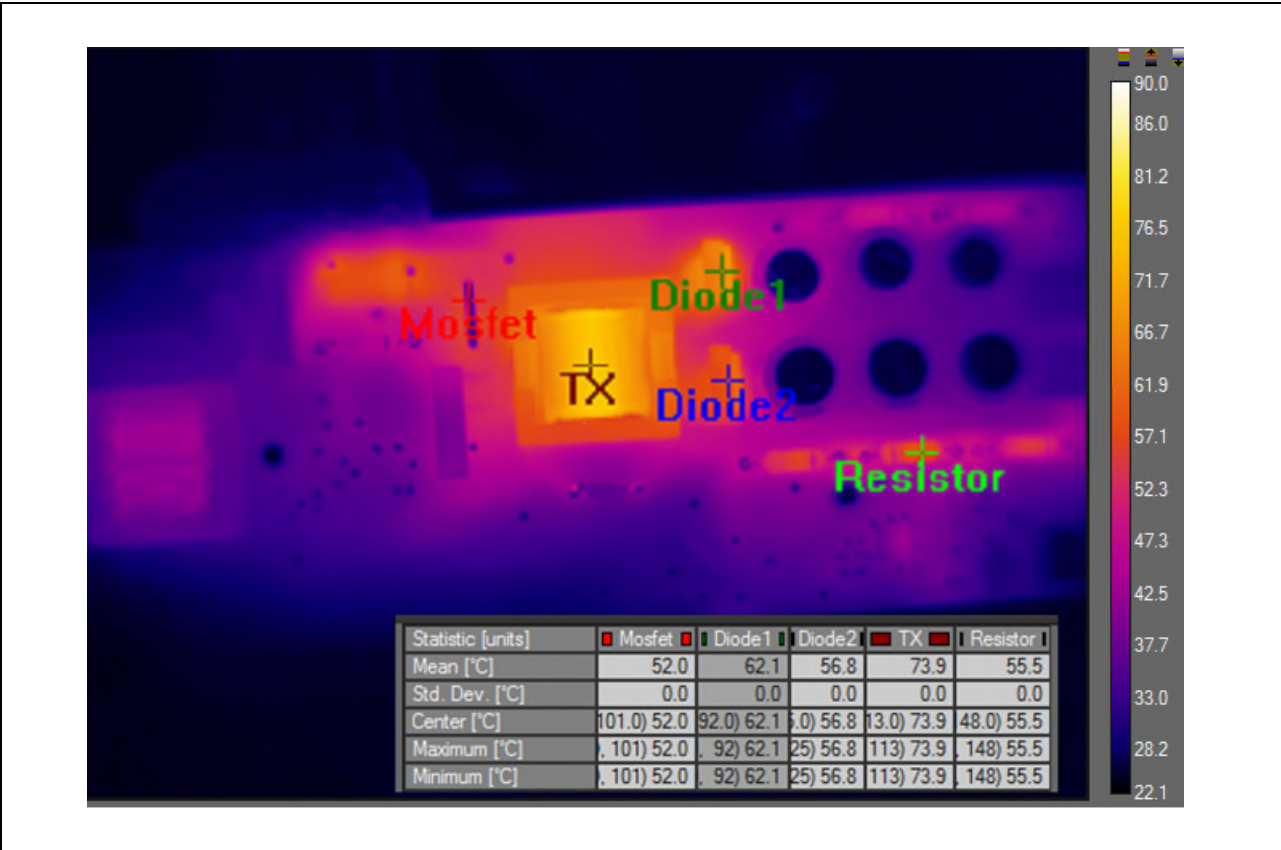 90.0
86.0
81.2
76.5
71.7
66.7
61.9
57.1
52.3
47.3
42.5
37.7
33.0
28.2
22.1
Diode1
Mosfet
TX
Diode2
Resistor
Statistic [units] Mosfet Diode1 Diode2 TX Resistor
Mean [°C] 52.0 62.1 56.8 73.9 55.5
Std. Dev. [°C] 0.0 0.0 0.0 0.0 0.0
Center [°C] 101.0) 52.0 92.0) 62.1 .0) 56.8 13.0) 73.9 48.0) 55.5
Maximum [°C] , 101) 52.0 , 92) 62.1 25) 56.8 113) 73.9 , 148) 55.5
Minimum [°C] , 101) 52.0 , 92) 62.1 25) 56.8 113) 73.9 , 148) 55.5